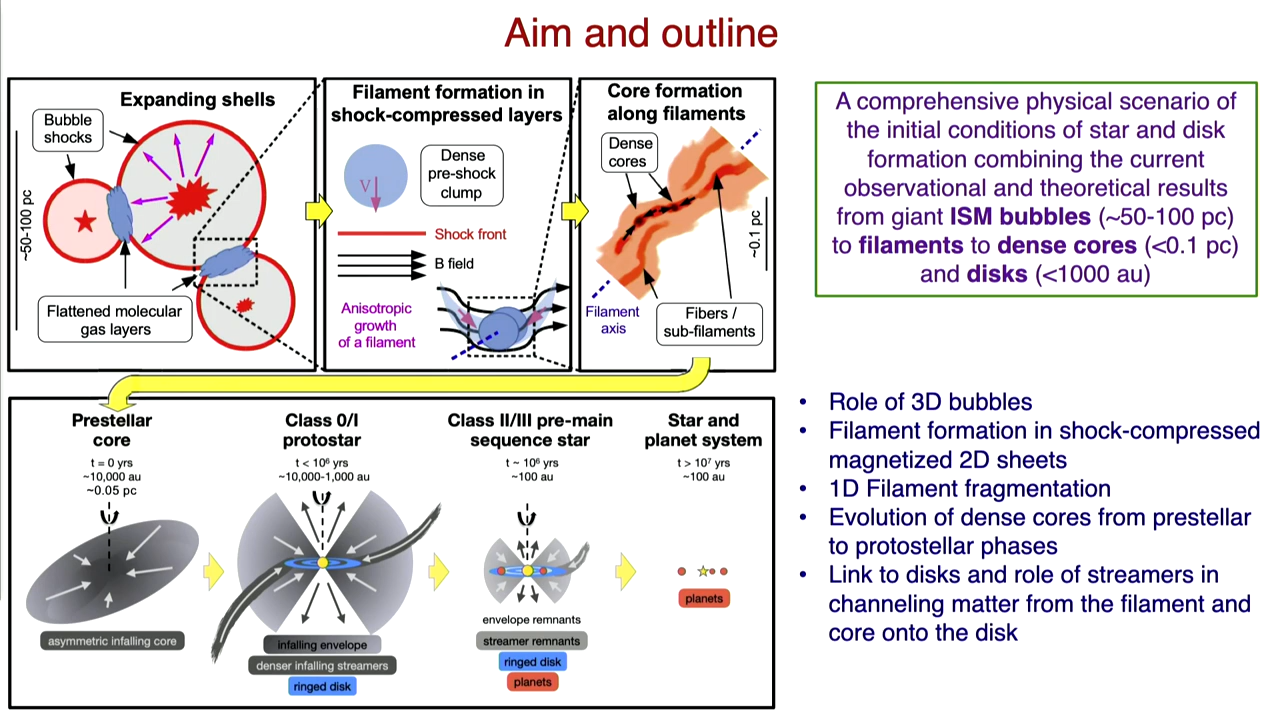 Aim and outline
Expanding shells
Bubble
shocks
~50-100 pc
Flattened molecular
gas layers
Filament formation in
shock-compressed layers
V
Dense
pre-shock
clump
Shock front
B field
Anisotropic
growth
of a filament
Core formation
along filaments
Dense
cores
~0.1 pc
Filament
axis
Fibers /
sub-filaments
Prestellar
core
t = 0 yrs
~10,000 au
~0.05 pc
asymmetric infalling core
Class 0/I
protostar
t < 10⁶ yrs
~10,000-1,000 au
infalling envelope
denser infalling streamers
ringed disk
Class II/III pre-main
sequence star
t ~ 10⁶ yrs
~100 au
envelope remnants
streamer remnants
ringed disk
planets
Star and
planet system
t > 10⁷ yrs
~100 au
planets
A comprehensive physical scenario of
the initial conditions of star and disk
formation combining the current
observational and theoretical results
from giant ISM bubbles (~50-100 pc)
to filaments to dense cores (<0.1 pc)
and disks (<1000 au)
• Role of 3D bubbles
• Filament formation in shock-compressed
magnetized 2D sheets
• 1D Filament fragmentation
• Evolution of dense cores from prestellar
to protostellar phases
• Link to disks and role of streamers in
channeling matter from the filament and
core onto the disk